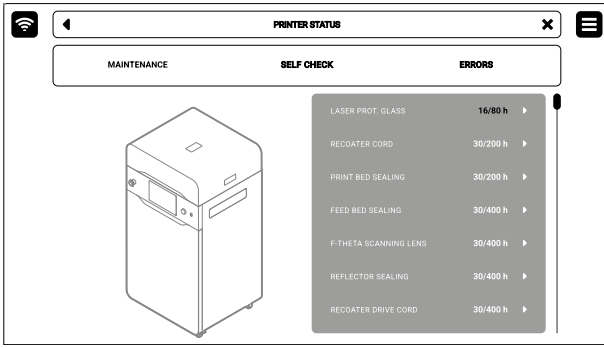 PRINTER STATUS
MAINTENANCE SELF CHECK ERRORS
LASER PROT. GLASS 16/80 h
RECOATER CORD 30/200 h
PRINT BED SEALING 30/200 h
FEED BED SEALING 30/400 h
F-THETA SCANNING LENS 30/400 h
REFLECTOR SEALING 30/400 h
RECOATER DRIVE CORD 30/400 h